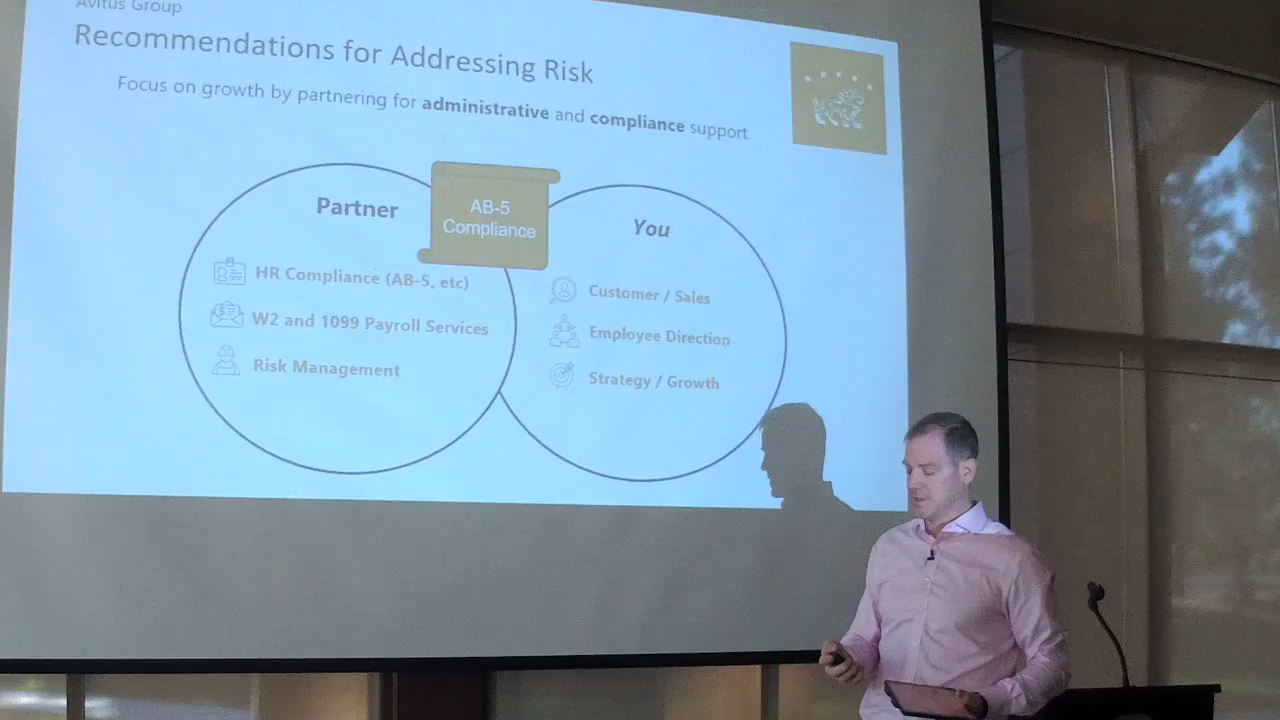 Avitus Group
Recommendations for Addressing Risk
Focus on growth by partnering for administrative and compliance support.
Partner
AB-5
Compliance
You
HR Compliance (AB-5, etc)
W2 and 1099 Payroll Services
Risk Management
Customer / Sales
Employee Direction
Strategy / Growth